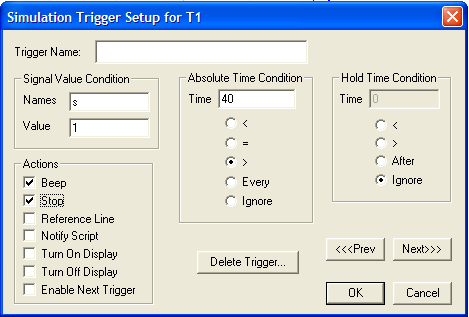 Simulation Trigger Setup for T1
Trigger Name:
Signal Value Condition
Names s
Value 1
Absolute Time Condition
Time 40
<
=
>
Every
Ignore
Hold Time Condition
Time 0
<
>
After
Ignore
Actions
Beep
Stop
Reference Line
Notify Script
Turn On Display
Turn Off Display
Enable Next Trigger
Delete Trigger...
<<<Prev Next>>>
OK Cancel